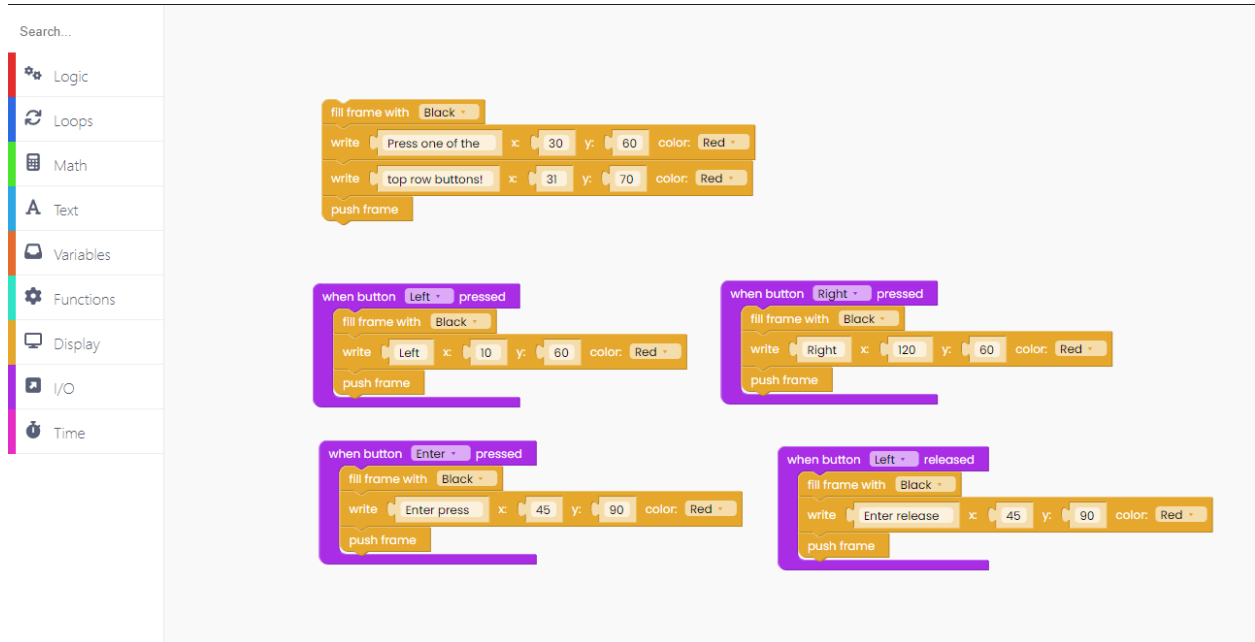 Search...
Logic
Loops
Math
Text
Variables
Functions
Display
I/O
Time
fill frame with Black
write Press one of the x: 30 y: 60 color: Red
write top row buttons! x: 31 y: 70 color: Red
push frame
when button Left pressed
fill frame with Black
write Left x: 10 y: 60 color: Red
push frame
when button Right pressed
fill frame with Black
write Right x: 120 y: 60 color: Red
push frame
when button Enter pressed
fill frame with Black
write Enter press x: 45 y: 90 color: Red
push frame
when button Left released
fill frame with Black
write Enter release x: 45 y: 90 color: Red
push frame